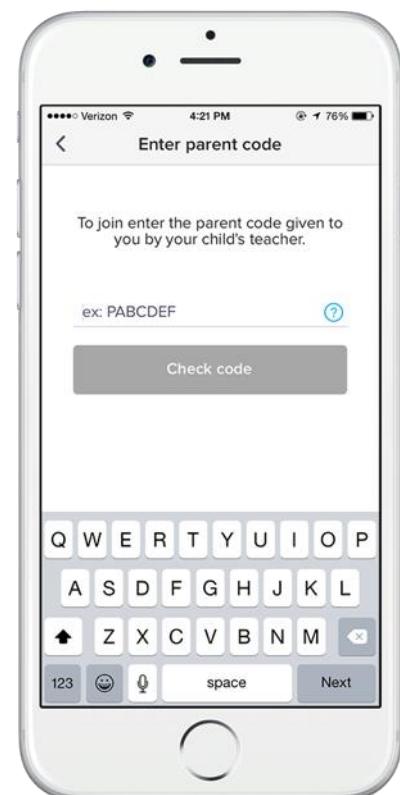 Verizon 4:21 PM 76%
Enter parent code
To join enter the parent code given to
you by your child's teacher.
ex: PABCDEF ?
Check code
Q W E R T Y U I O P
A S D F G H J K L
Z X C V B N M
123 space Next